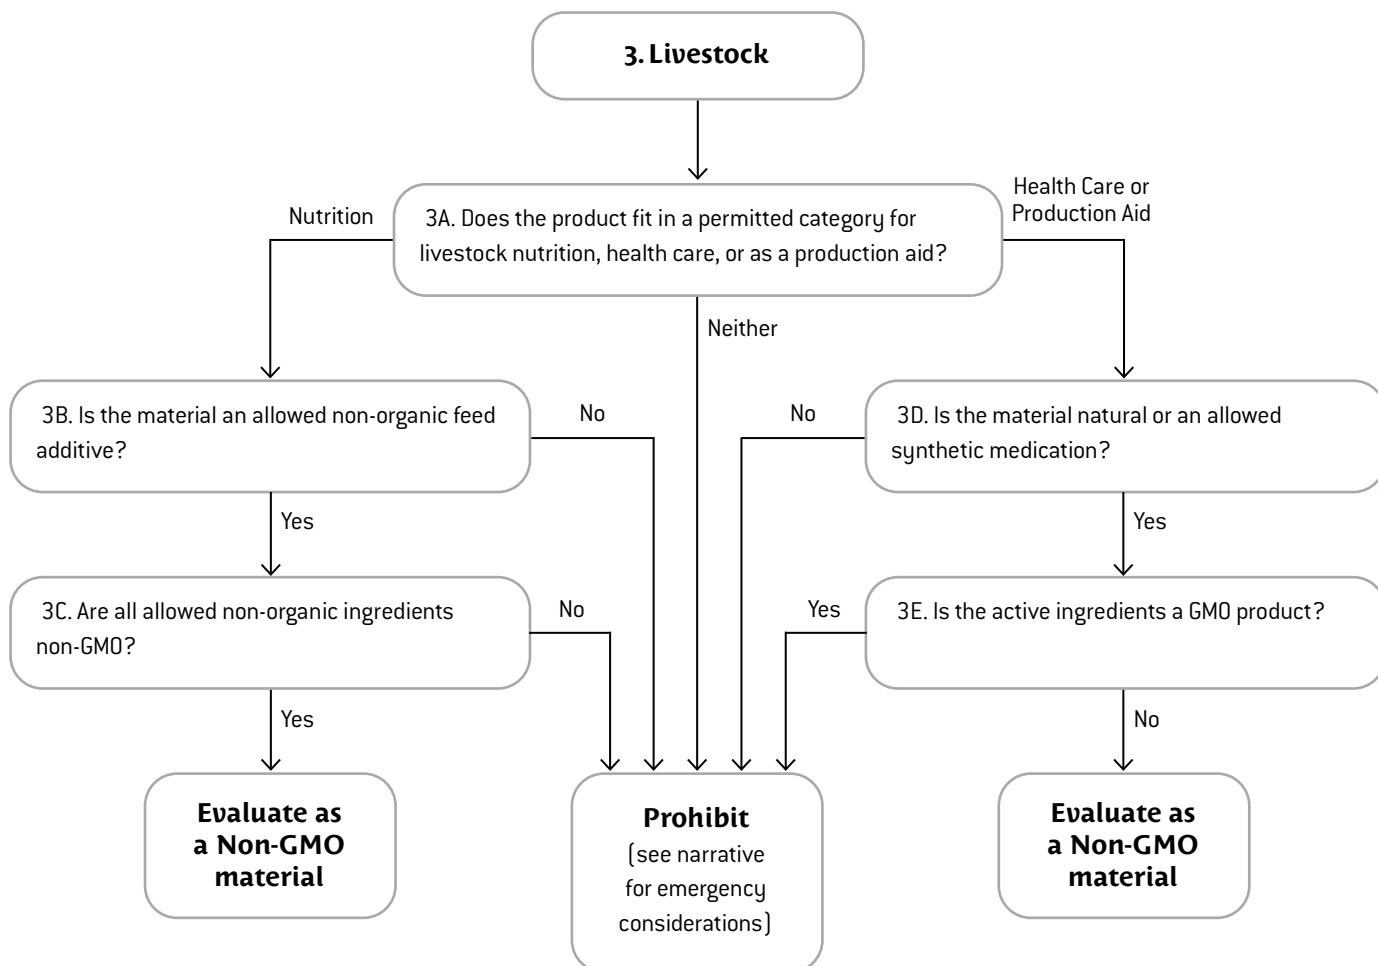 3. Livestock
Health Care or
Production Aid
Nutrition
3A. Does the product fit in a permitted category for
livestock nutrition, health care, or as a production aid?
Neither
3B. Is the material an allowed non-organic feed
additive?
No
No
3D. Is the material natural or an allowed
synthetic medication?
Yes
Yes
3C. Are all allowed non-organic ingredients
non-GMO?
No
Yes
3E. Is the active ingredients a GMO product?
Yes
No
Evaluate as
a Non-GMO
material
Prohibit
(see narrative
for emergency
considerations)
Evaluate as
a Non-GMO
material